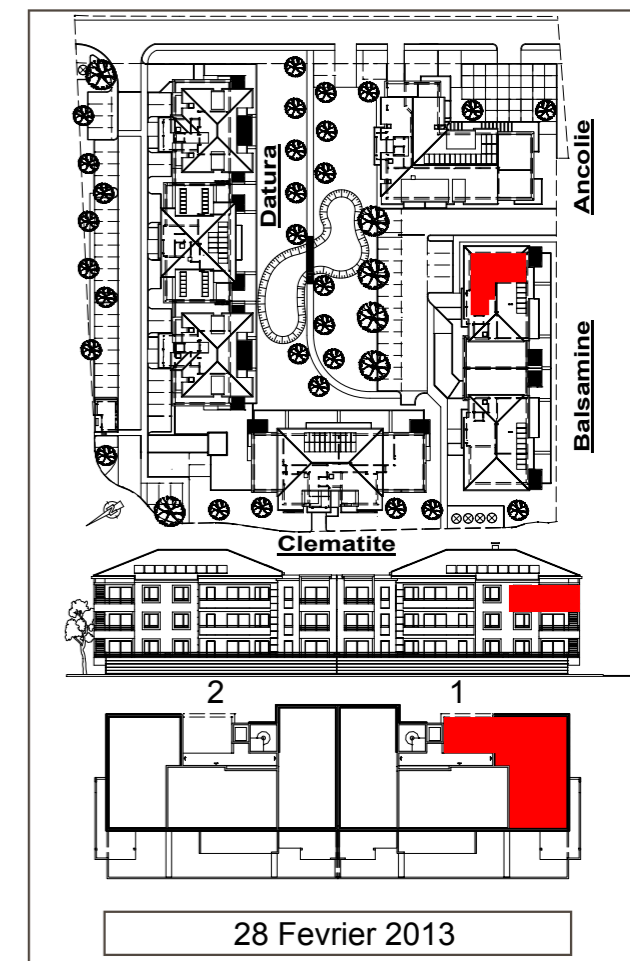 Datura
Ancolie
Balsamine
Clematite
2 1
28 Fevrier 2013